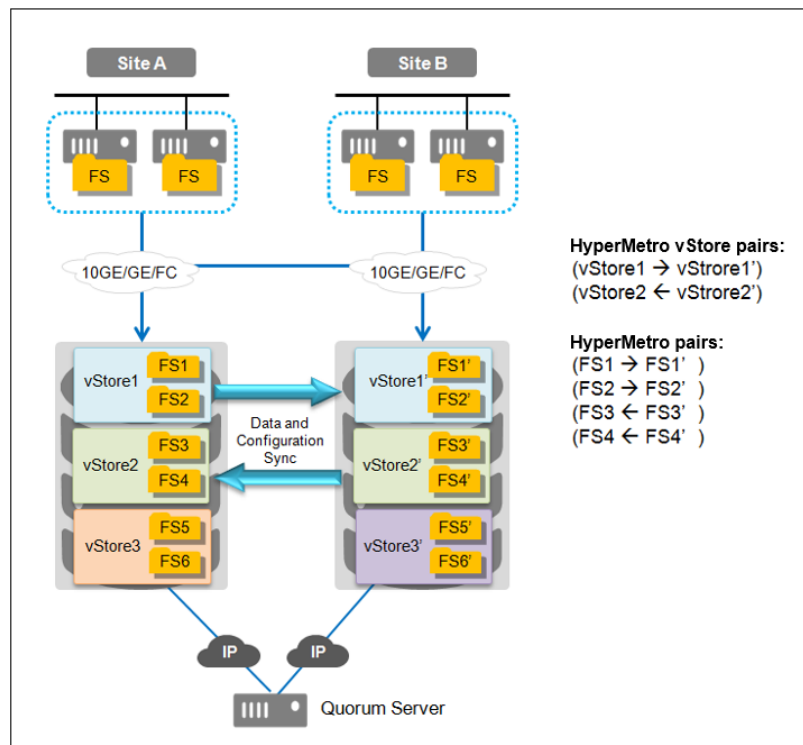 Site A
Site B
FS
FS
FS
FS
10GE/GE/FC
10GE/GE/FC
HyperMetro vStore pairs:
(vStore1 → vStrore1’)
(vStore2 ← vStrore2’)
HyperMetro pairs:
(FS1 → FS1’ )
(FS2 → FS2’ )
(FS3 ← FS3’ )
(FS4 ← FS4’ )
vStore1
FS1
FS2
vStore1’
FS1’
FS2’
Data and
Configuration
Sync
vStore2
FS3
FS4
vStore2’
FS3’
FS4’
vStore3
FS5
FS6
vStore3’
FS5’
FS6’
IP
IP
Quorum Server